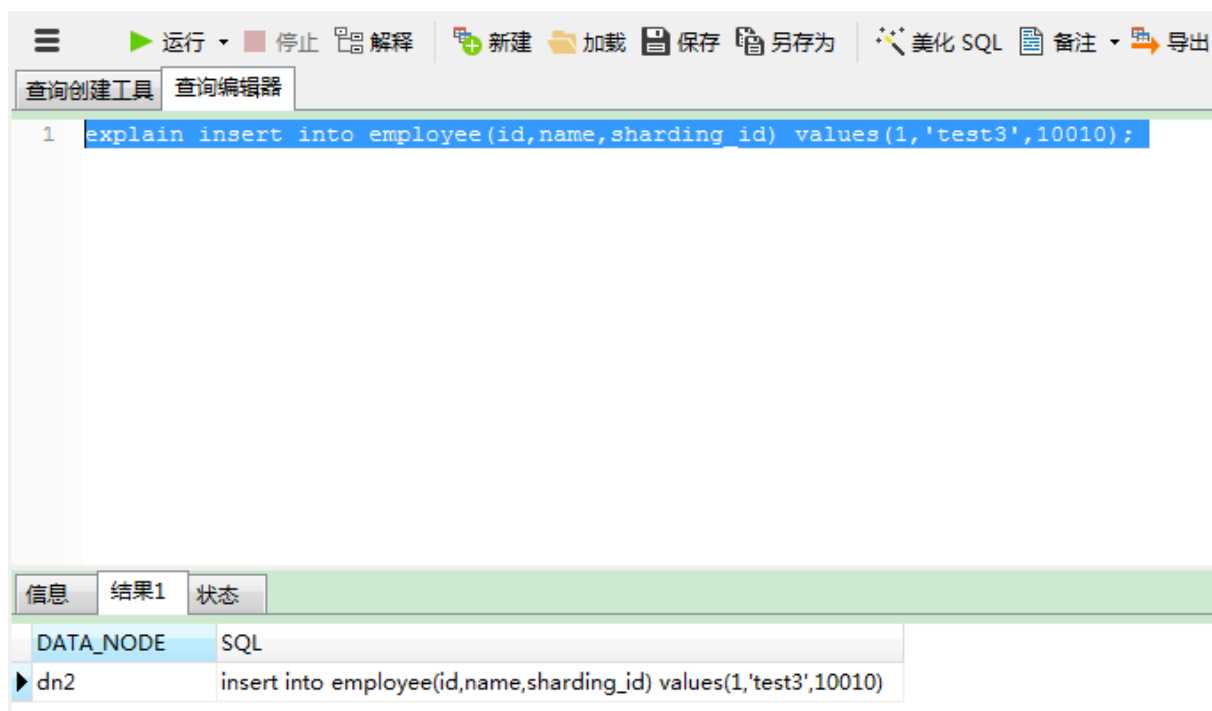 运行 停止 解释 新建 加载 保存 另存为 美化 SQL 备注 导出
查询创建工具 查询编辑器
1 explain insert into employee(id,name,sharding_id) values(1,'test3',10010);
信息 结果1 状态
DATA_NODE SQL
dn2 insert into employee(id,name,sharding_id) values(1,'test3',10010)